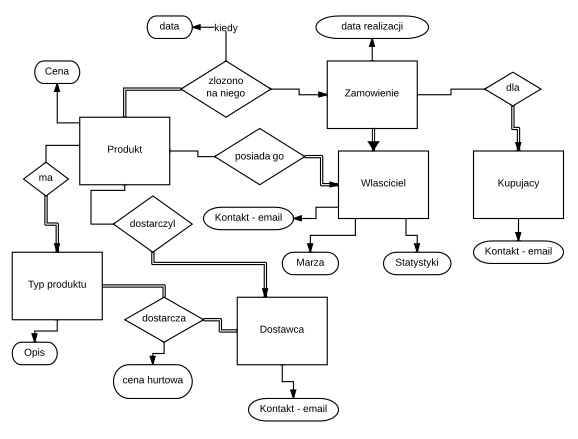 data
kiedy
data realizacji
Cena
zlozono
na niego
Zamowienie
dla
Produkt
posiada go
Wlasciciel
Kupujacy
ma
dostarczyl
Kontakt - email
Kontakt - email
Marza
Statystyki
Typ produktu
dostarcza
Dostawca
Opis
cena hurtowa
Kontakt - email